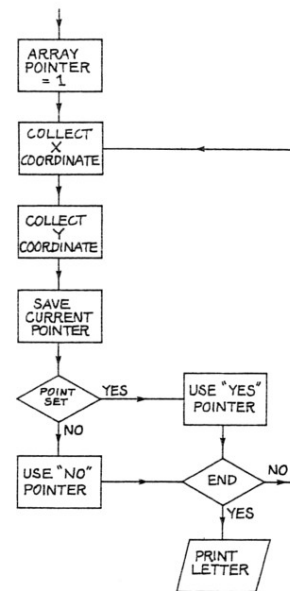 ARRAY
POINTER
= 1
COLLECT
X
COORDINATE
COLLECT
Y
COORDINATE
SAVE
CURRENT
POINTER
POINT
SET
YES
USE "YES"
POINTER
NO
USE "NO"
POINTER
END
NO
YES
PRINT
LETTER